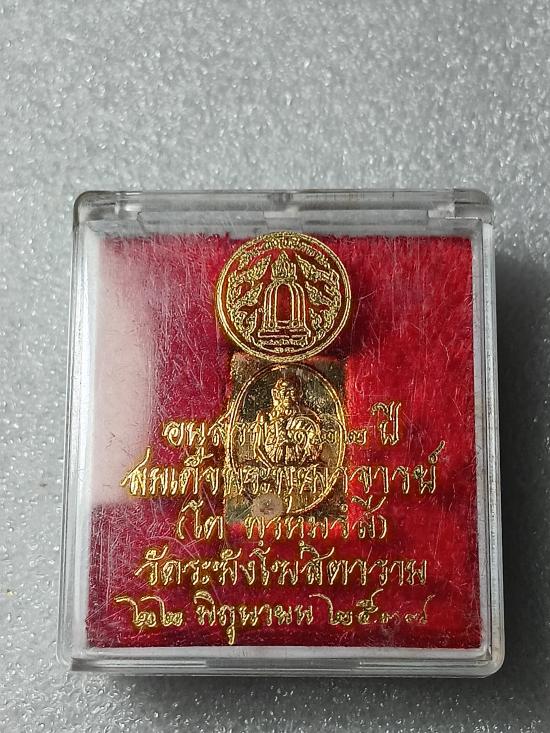 อนุสรณ์ ๑๒๒ ปี
สมเด็จพระพุฒาจารย์
(โต พฺรหฺมรํสี)
วัดระฆังโฆสิตาราม
๒๒ มิถุนายน ๒๕๓๗